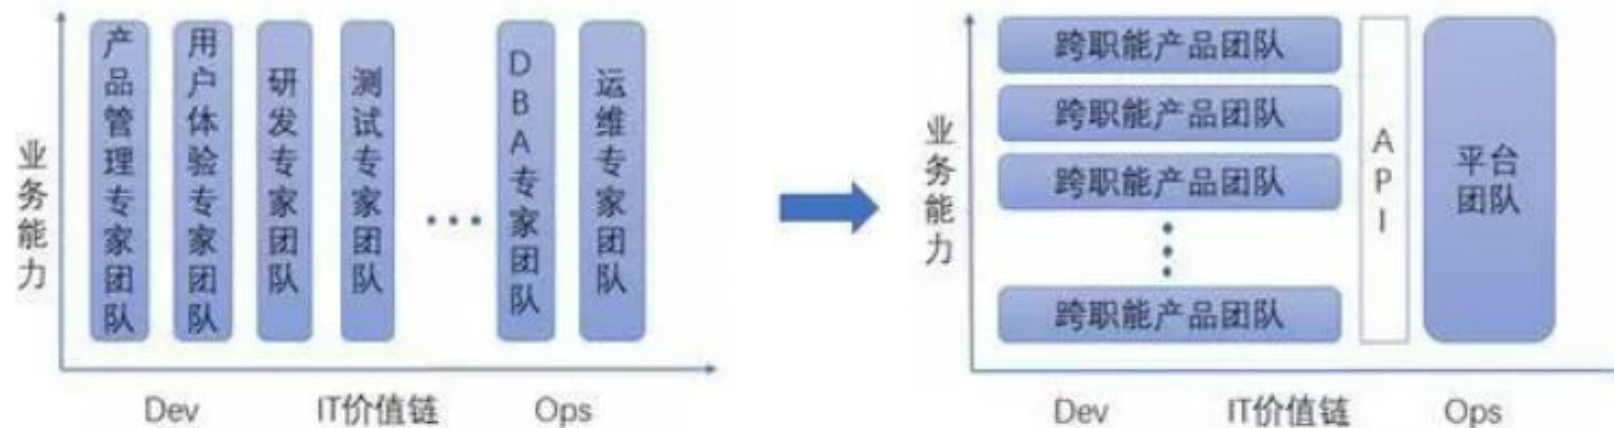 业务能力
产品管理专家团队
用户体验专家团队
研发专家团队
测试专家团队
DBA专家团队
运维专家团队
Dev
IT价值链
Ops
业务能力
跨职能产品团队
跨职能产品团队
跨职能产品团队
跨职能产品团队
API
平台
团队
Dev
IT价值链
Ops